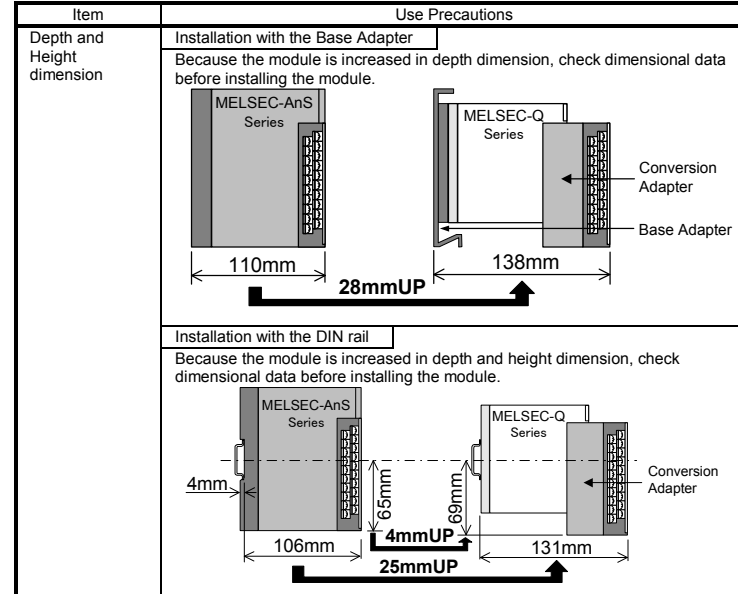 Item
Use Precautions
Depth and
Height
dimension
Installation with the Base Adapter
Because the module is increased in depth dimension, check dimensional data
before installing the module.
MELSEC-AnS
Series
MELSEC-Q
Series
Conversion
Adapter
Base Adapter
110mm
138mm
28mmUP
Installation with the DIN rail
Because the module is increased in depth and height dimension, check
dimensional data before installing the module.
MELSEC-AnS
Series
MELSEC-Q
Series
Conversion
Adapter
4mm
65mm
69mm
4mmUP
106mm
131mm
25mmUP